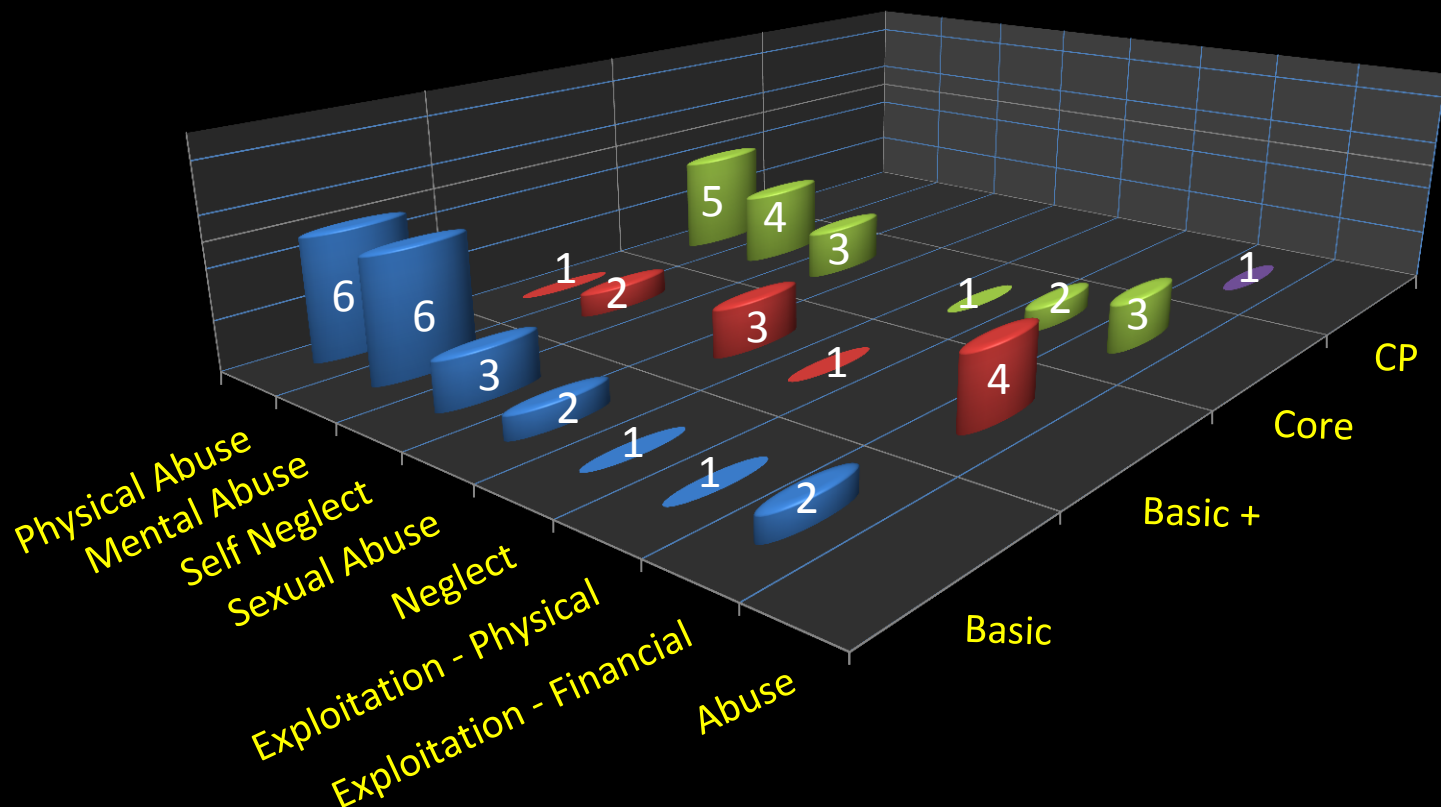 5
4
3
1
1
6
2
1
2
3
6
3
1
3
4
2
1
1
2
CP
Core
Basic +
Basic
Physical Abuse
Mental Abuse
Self Neglect
Sexual Abuse
Neglect
Exploitation - Physical
Exploitation - Financial
Abuse